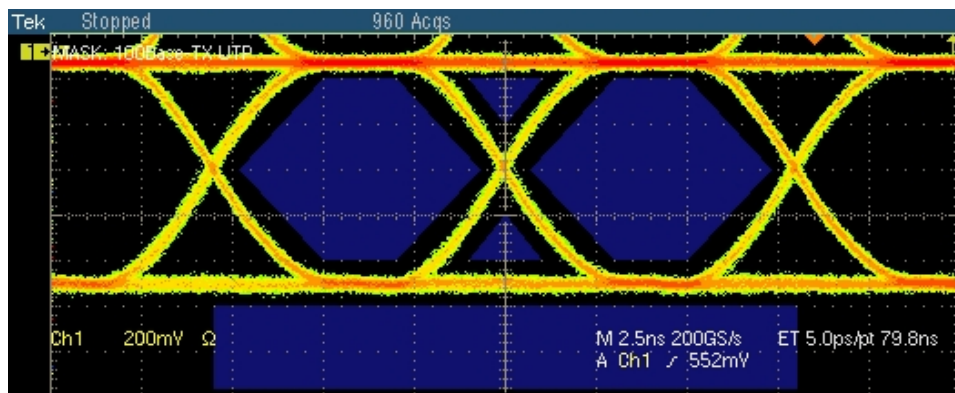 Tek Stopped 960 Acqs
1 MASK: 100Base-TX UTP
Ch1 200mV Ω M 2.5ns 200GS/s ET 5.0ps/pt 79.8ns
A Ch1 552mV